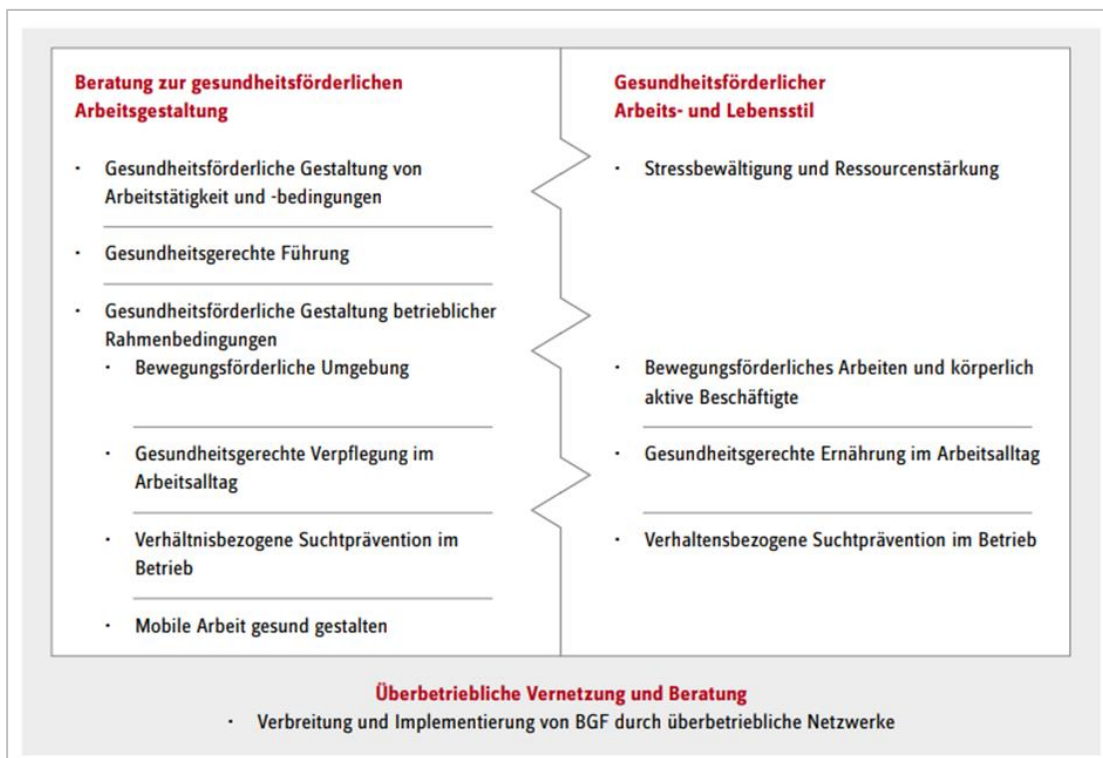 Beratung zur gesundheitsförderlichen
Arbeitsgestaltung
· Gesundheitsförderliche Gestaltung von
Arbeitstätigkeit und -bedingungen
· Gesundheitsgerechte Führung
· Gesundheitsförderliche Gestaltung betrieblicher
Rahmenbedingungen
· Bewegungsförderliche Umgebung
· Gesundheitsgerechte Verpflegung im
Arbeitsalltag
· Verhältnisbezogene Suchtprävention im
Betrieb
· Mobile Arbeit gesund gestalten
Gesundheitsförderlicher
Arbeits- und Lebensstil
· Stressbewältigung und Ressourcenstärkung
· Bewegungsförderliches Arbeiten und körperlich
aktive Beschäftigte
· Gesundheitsgerechte Ernährung im Arbeitsalltag
· Verhaltensbezogene Suchtprävention im Betrieb
Überbetriebliche Vernetzung und Beratung
· Verbreitung und Implementierung von BGF durch überbetriebliche Netzwerke